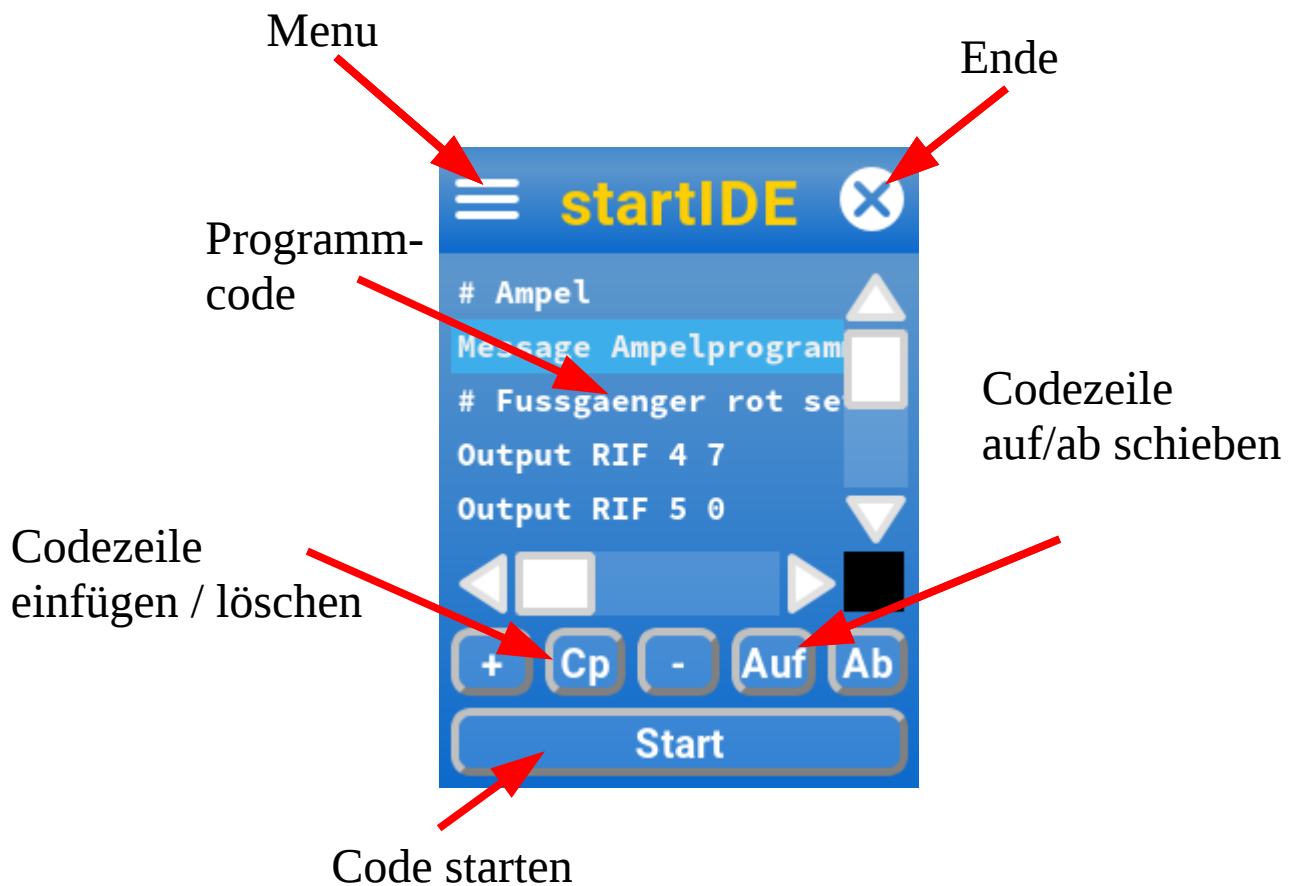 Menu
Ende
startIDE
Programm-
code
# Ampel
Message Ampelprogram
# Fussgaenger rot se
Output RIF 4 7
Output RIF 5 0
Codezeile
auf/ab schieben
Codezeile
einfügen / löschen
+ Cp - Auf Ab
Start
Code starten